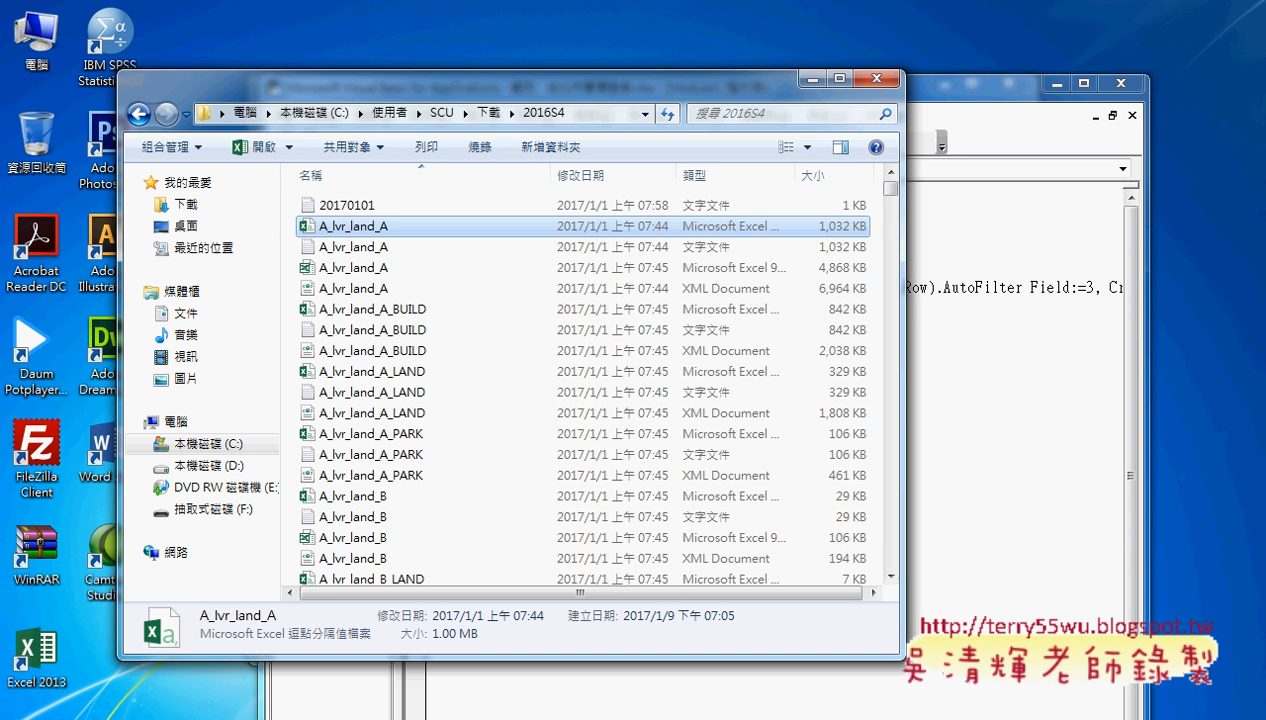 電腦
IBM SPSS
Statisti
資源回收筒
Ado
Photos
Acrobat
Reader DC
Ado
Illustra
Daum
Potplayer...
Ado
Dream
FileZilla
Client
Word
WinRAR
Camt
Studi
Excel 2013
電腦 本機磁碟 (C:) 使用者 SCU 下載 2016S4
搜尋 2016S4
組合管理 開啟 共用對象 列印 燒錄 新增資料夾
我的最愛
下載
桌面
最近的位置
媒體櫃
文件
音樂
視訊
圖片
電腦
本機磁碟 (C:)
本機磁碟 (D:)
DVD RW 磁碟機 (E:
抽取式磁碟 (F:)
網路
名稱 修改日期 類型 大小
20170101 2017/1/1 上午 07:58 文字文件 1 KB
A_lvr_land_A 2017/1/1 上午 07:44 Microsoft Excel ... 1,032 KB
A_lvr_land_A 2017/1/1 上午 07:44 文字文件 1,032 KB
A_lvr_land_A 2017/1/1 上午 07:45 Microsoft Excel 9... 4,868 KB
A_lvr_land_A 2017/1/1 上午 07:44 XML Document 6,964 KB
A_lvr_land_A_BUILD 2017/1/1 上午 07:45 Microsoft Excel ... 842 KB
A_lvr_land_A_BUILD 2017/1/1 上午 07:45 文字文件 842 KB
A_lvr_land_A_BUILD 2017/1/1 上午 07:45 XML Document 2,038 KB
A_lvr_land_A_LAND 2017/1/1 上午 07:45 Microsoft Excel ... 329 KB
A_lvr_land_A_LAND 2017/1/1 上午 07:45 文字文件 329 KB
A_lvr_land_A_LAND 2017/1/1 上午 07:45 XML Document 1,808 KB
A_lvr_land_A_PARK 2017/1/1 上午 07:45 Microsoft Excel ... 106 KB
A_lvr_land_A_PARK 2017/1/1 上午 07:45 文字文件 106 KB
A_lvr_land_A_PARK 2017/1/1 上午 07:45 XML Document 461 KB
A_lvr_land_B 2017/1/1 上午 07:45 Microsoft Excel ... 29 KB
A_lvr_land_B 2017/1/1 上午 07:45 文字文件 29 KB
A_lvr_land_B 2017/1/1 上午 07:45 Microsoft Excel 9... 106 KB
A_lvr_land_B 2017/1/1 上午 07:45 XML Document 194 KB
A_lvr_land_B_LAND 2017/1/1 上午 07:45 Microsoft Excel ... 7 KB
A_lvr_land_A 修改日期: 2017/1/1 上午 07:44 建立日期: 2017/1/9 下午 07:05
Microsoft Excel 逗點分隔值檔案 大小: 1.00 MB
Row).AutoFilter Field:=3, Cr
http://terry55wu.blogspot.tw
吳清輝老師錄製